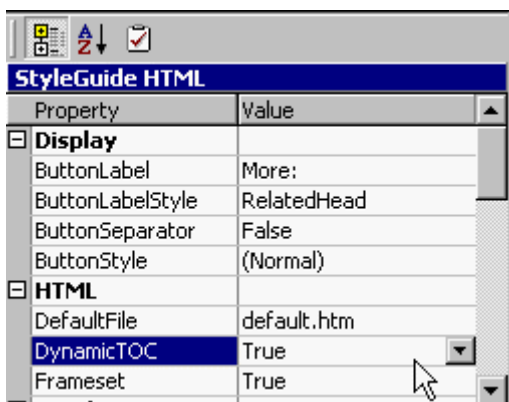 A
Z
StyleGuide HTML
Property Value
Display
ButtonLabel More:
ButtonLabelStyle RelatedHead
ButtonSeparator False
ButtonStyle (Normal)
HTML
DefaultFile default.htm
DynamicTOC True
Frameset True